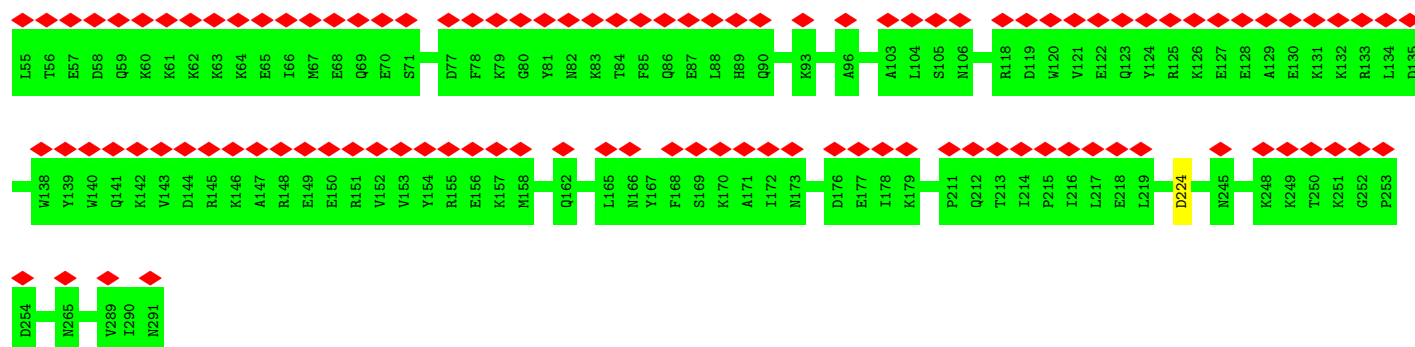 L55 T56 E57 D58 Q59 K60 K61 K62 K63 K64 E65 I66 M67 E68 Q69 E70 S71 D77 F78 K79 G80 Y81 N82 K83 T84 F85 Q86 E87 L88 H89 Q90 K93 A96 A103 L104 S105 N106 R118 D119 W120 V121 E122 Q123 Y124 R125 K126 E127 E128 A129 E130 K131 K132 R133 L134 D135
W138 Y139 W140 Q141 K142 V143 D144 R145 K146 A147 R148 E149 E150 R151 V152 V153 Y154 R155 E156 K157 M158 Q162 L165 N166 Y167 F168 S169 K170 A171 I172 N173 D176 E177 I178 K179 P211 Q212 T213 I214 P215 I216 L217 E218 L219 D224 N245 K248 K249 T250 K251 G252 P253
D254 N265 V289 I290 N291